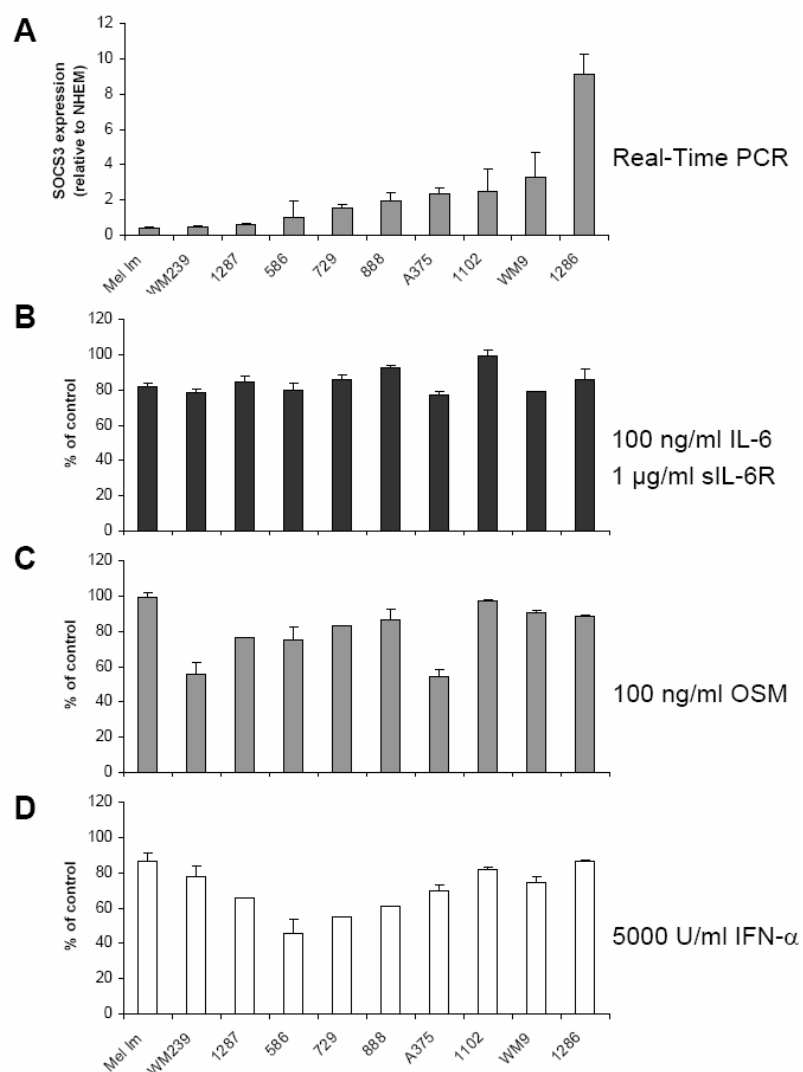 A
SOCS3 expression
(relative to NHEM)
12
10
8
6
4
2
0
Mel Im
WM239
1287
586
729
888
A375
1102
WM9
1286
Real-Time PCR
B
% of control
120
100
80
60
40
20
0
100 ng/ml IL-6
1 µg/ml sIL-6R
C
% of control
120
100
80
60
40
20
0
100 ng/ml OSM
D
% of control
120
100
80
60
40
20
0
5000 U/ml IFN-α
Mel Im
WM239
1287
586
729
888
A375
1102
WM9
1286